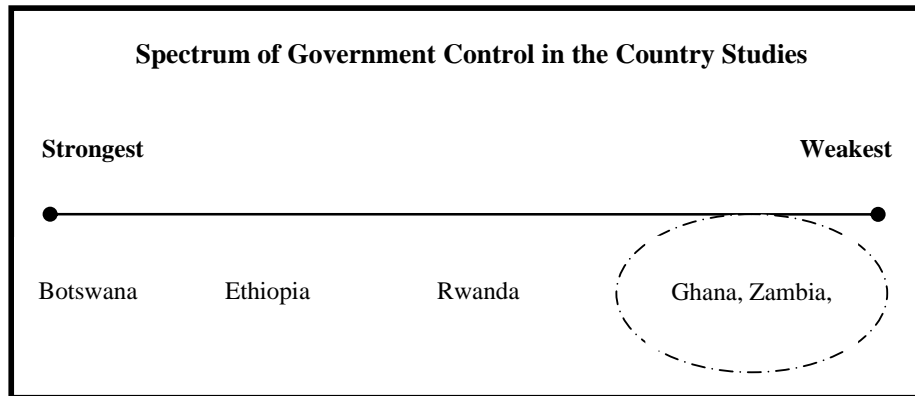 Spectrum of Government Control in the Country Studies
Strongest Weakest
Botswana Ethiopia Rwanda Ghana, Zambia,